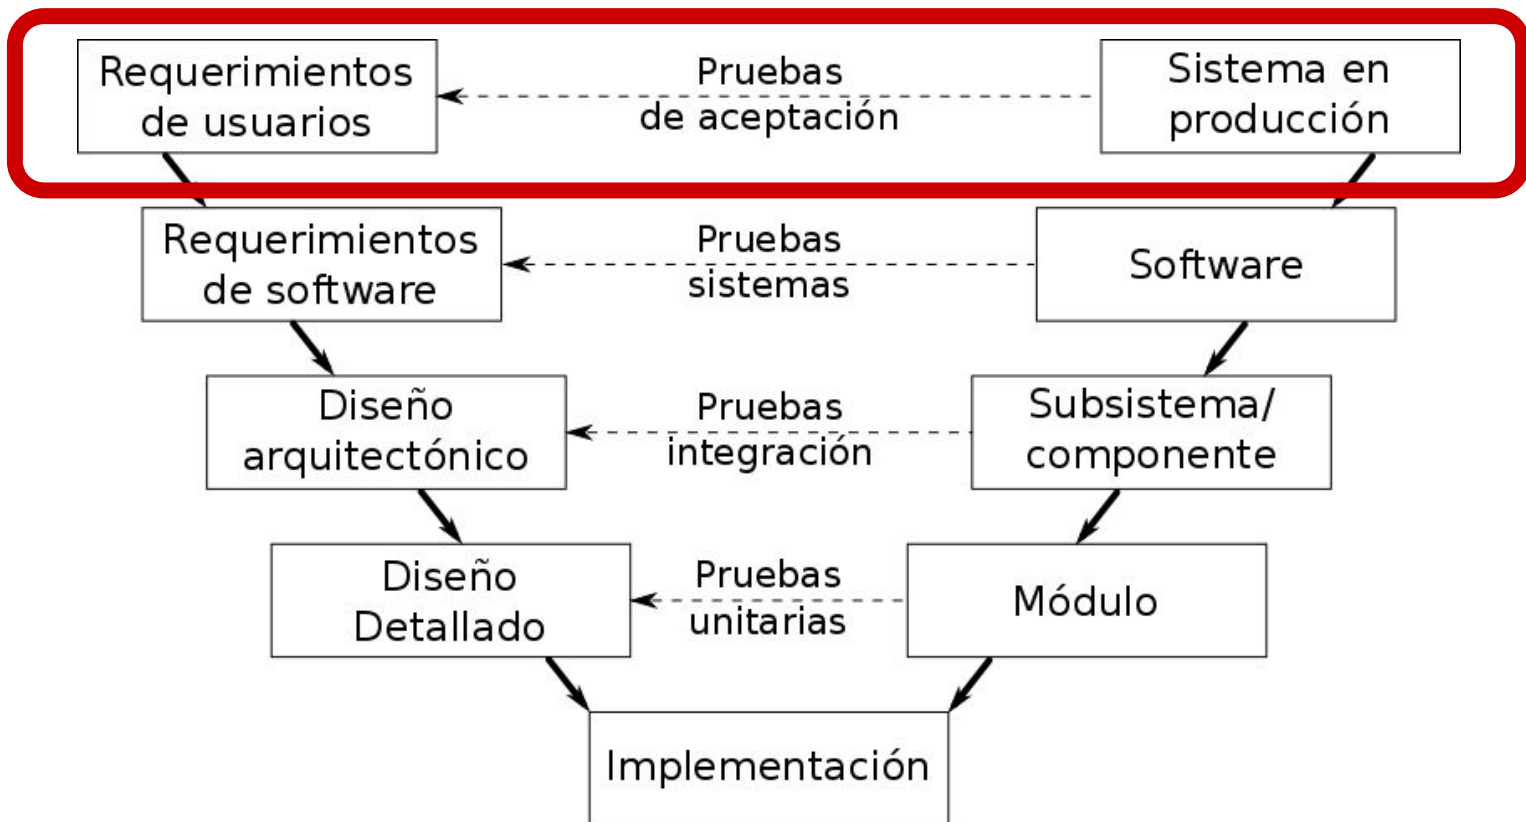 Requerimientos
de usuarios
Pruebas
de aceptación
Sistema en
producción
Requerimientos
de software
Pruebas
sistemas
Software
Diseño
arquitectónico
Pruebas
integración
Subsistema/
componente
Diseño
Detallado
Pruebas
unitarias
Módulo
Implementación